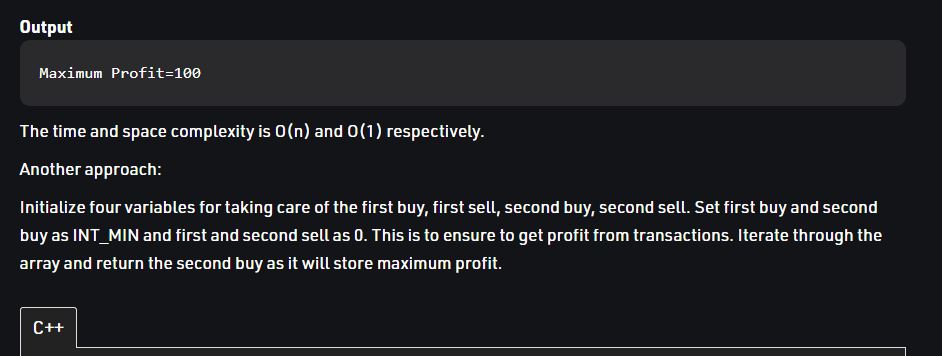 Output
Maximum Profit=100
The time and space complexity is O(n) and O(1) respectively.
Another approach:
Initialize four variables for taking care of the first buy, first sell, second buy, second sell. Set first buy and second
buy as INT_MIN and first and second sell as 0. This is to ensure to get profit from transactions. Iterate through the
array and return the second buy as it will store maximum profit.
C++